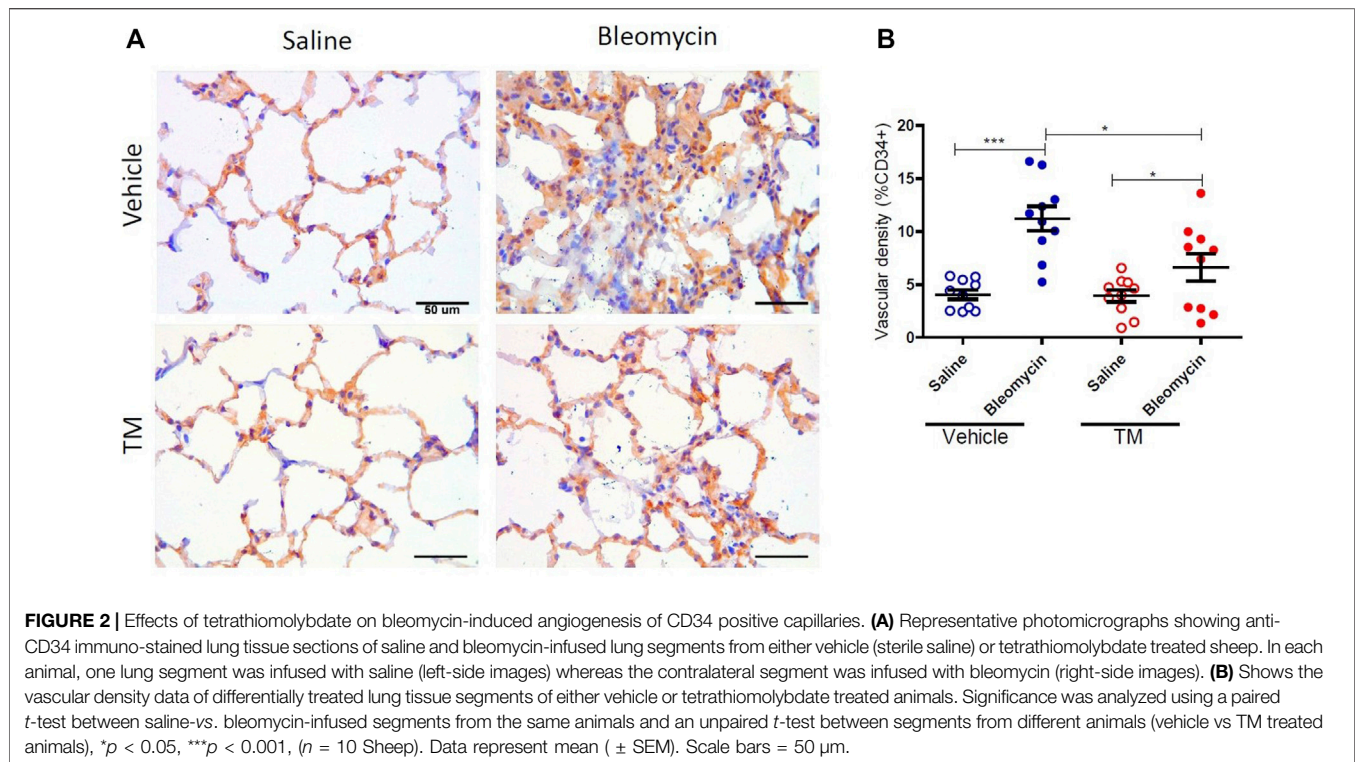 A
Saline
Bleomycin
Vehicle
50 um
TM
B
Vascular density (%CD34+)
20
15
10
5
0
***
*
*
Saline
Bleomycin
Saline
Bleomycin
Vehicle
TM
FIGURE 2 | Effects of tetrathiomolybdate on bleomycin-induced angiogenesis of CD34 positive capillaries. (A) Representative photomicrographs showing anti-
CD34 immuno-stained lung tissue sections of saline and bleomycin-infused lung segments from either vehicle (sterile saline) or tetrathiomolybdate treated sheep. In each
animal, one lung segment was infused with saline (left-side images) whereas the contralateral segment was infused with bleomycin (right-side images). (B) Shows the
vascular density data of differentially treated lung tissue segments of either vehicle or tetrathiomolybdate treated animals. Significance was analyzed using a paired
t-test between saline-vs. bleomycin-infused segments from the same animals and an unpaired t-test between segments from different animals (vehicle vs TM treated
animals), *p < 0.05, ***p < 0.001, (n = 10 Sheep). Data represent mean ( ± SEM). Scale bars = 50 µm.